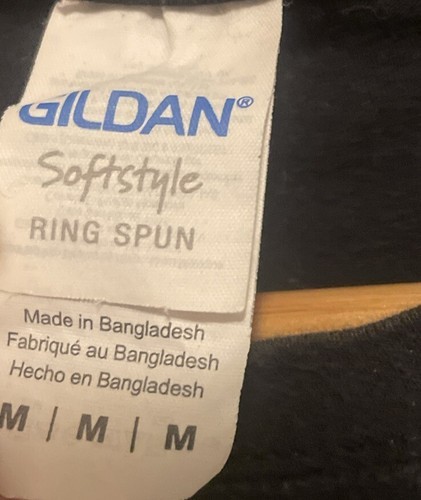 GILDAN®
Softstyle
RING SPUN
Made in Bangladesh
Fabriqué au Bangladesh
Hecho en Bangladesh
M | M | M